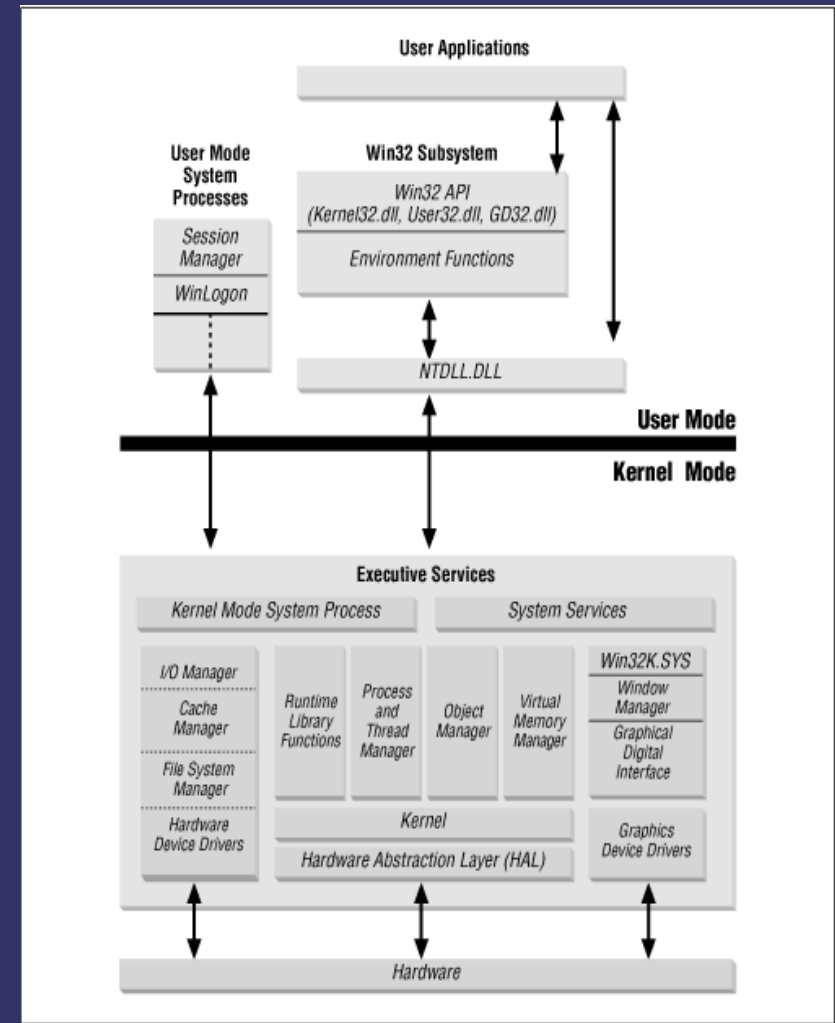 User Applications
User Mode
System
Processes
Win32 Subsystem
Session
Manager
WinLogon
Win32 API
(Kernel32.dll, User32.dll, GD32.dll)
Environment Functions
NTDLL.DLL
User Mode
Kernel Mode
Executive Services
Kernel Mode System Process
System Services
I/O Manager
Cache
Manager
File System
Manager
Hardware
Device Drivers
Runtime
Library
Functions
Process
and
Thread
Manager
Object
Manager
Virtual
Memory
Manager
Win32K.SYS
Window
Manager
Graphical
Digital
Interface
Kernel
Hardware Abstraction Layer (HAL)
Graphics
Device Drivers
Hardware